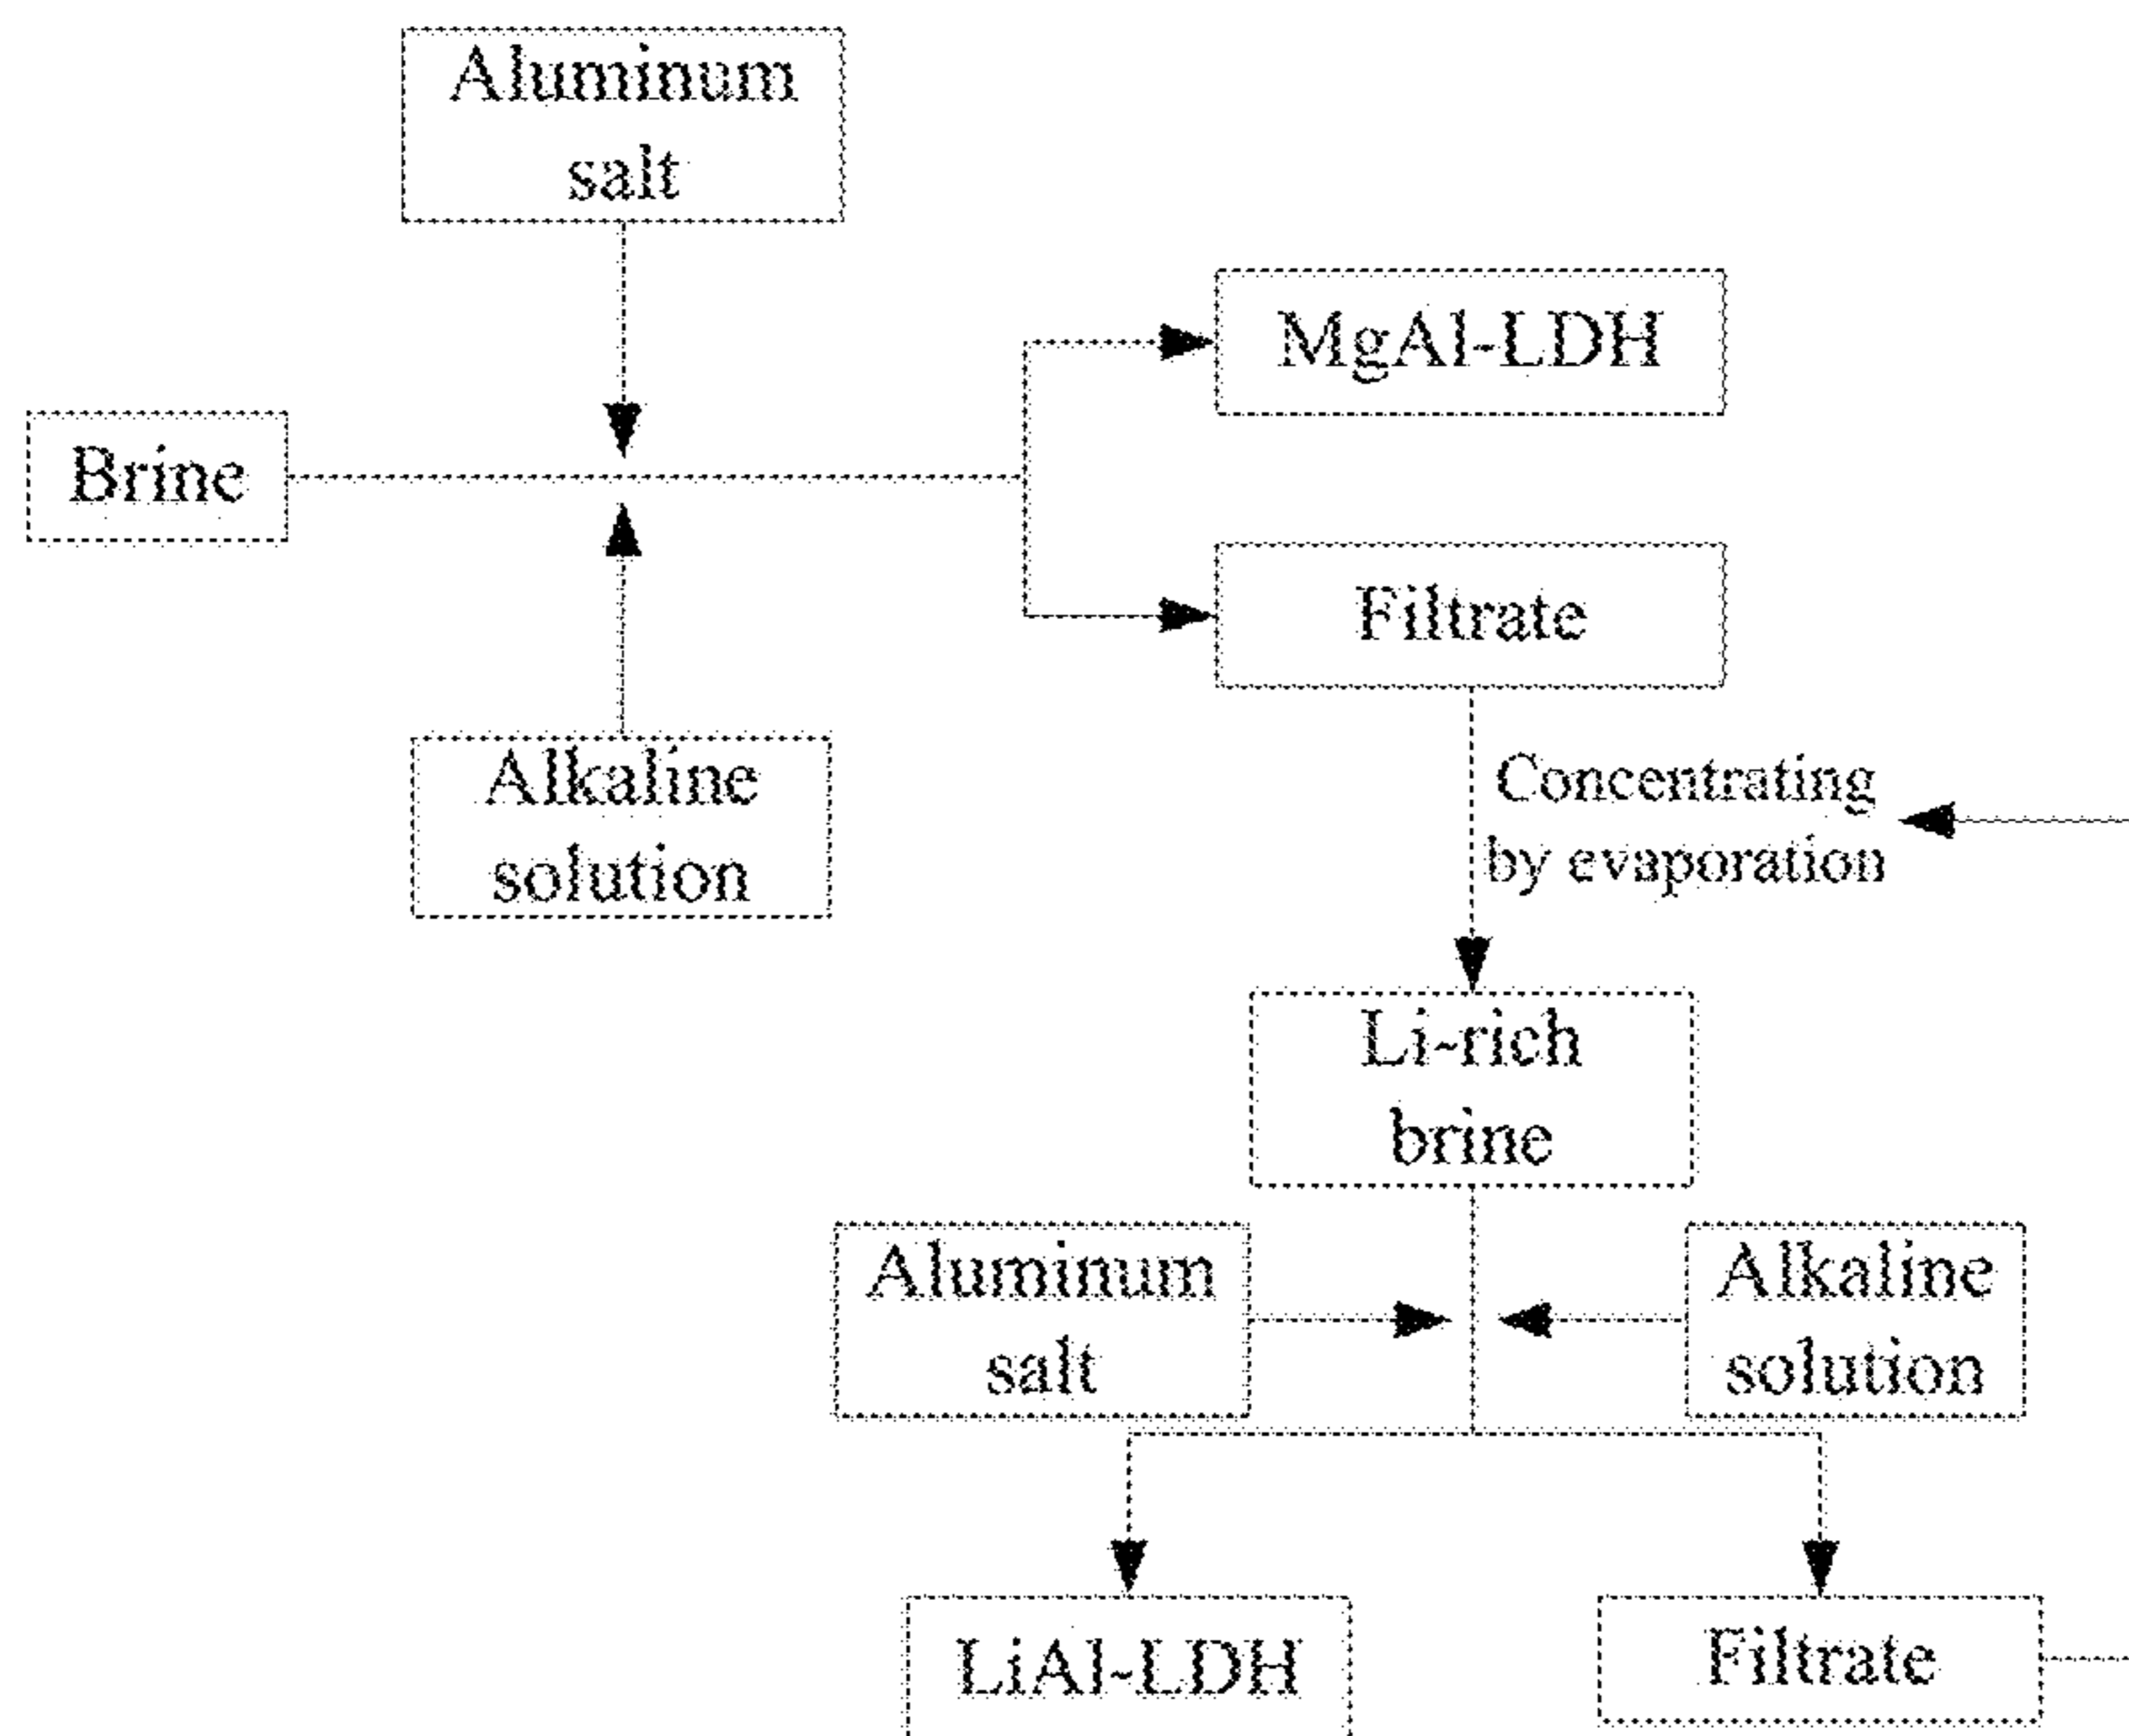 Aluminum
salt
MgAl-LDH
Brine
Filtrate
Alkaline
solution
Concentrating
by evaporation
Li-rich
brine
Aluminum
salt
Alkaline
solution
LiAl-LDH
Filtrate